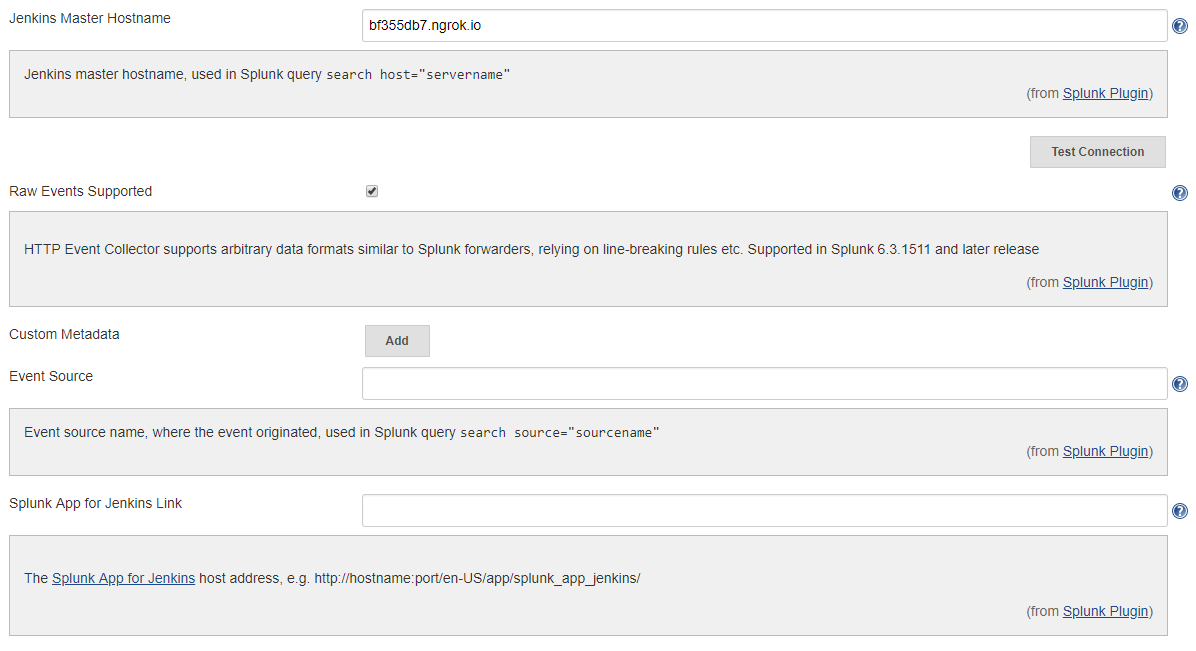 Jenkins Master Hostname
bf355db7.ngrok.io
Jenkins master hostname, used in Splunk query search host="servername"
(from Splunk Plugin)
Test Connection
Raw Events Supported
HTTP Event Collector supports arbitrary data formats similar to Splunk forwarders, relying on line-breaking rules etc. Supported in Splunk 6.3.1511 and later release
(from Splunk Plugin)
Custom Metadata
Add
Event Source
Event source name, where the event originated, used in Splunk query search source="sourcename"
(from Splunk Plugin)
Splunk App for Jenkins Link
The Splunk App for Jenkins host address, e.g. http://hostname:port/en-US/app/splunk_app_jenkins/
(from Splunk Plugin)